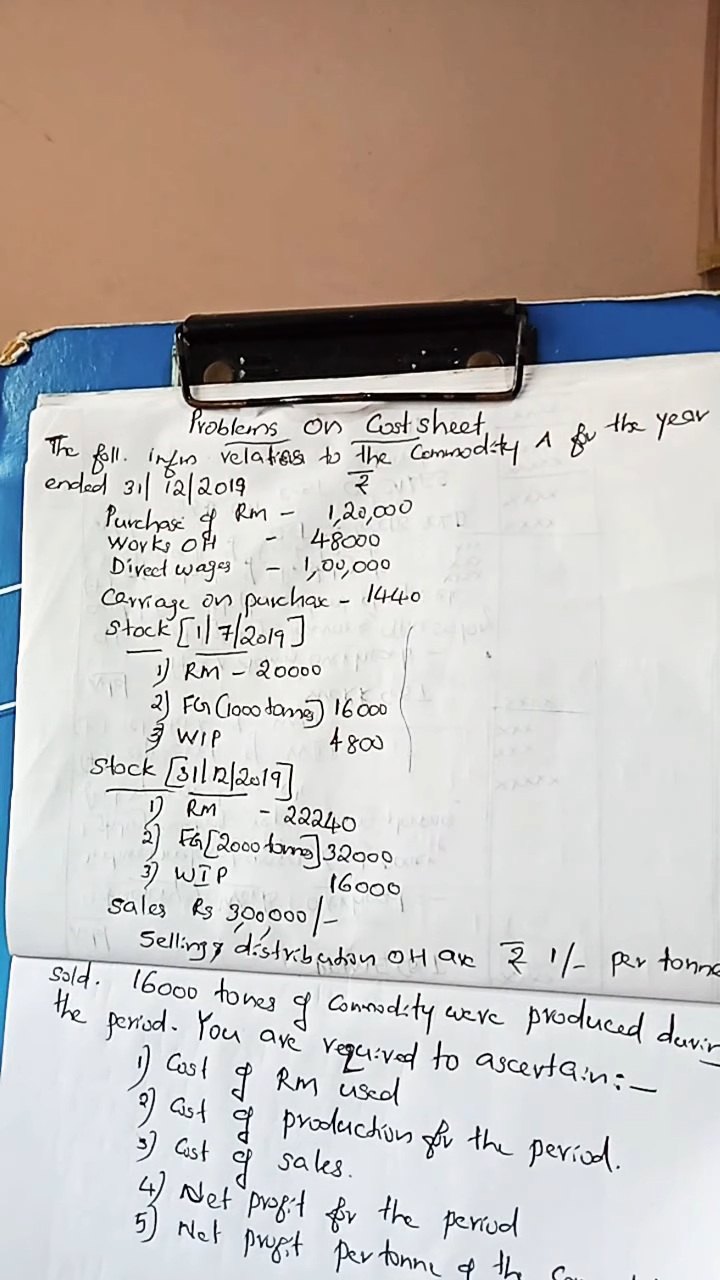 Problems on Cost sheet
The foll. infm relates to the Commodity A for the year
ended 31/12/2019 ₹
Purchase of RM - 1,20,000
Works OH - 48000
Direct wages - 1,00,000
Carriage on purchase - 1440
Stock [1/7/2019]
1) RM - 20000
2) FG (1000 tonnes) 16000
3) WIP 4800
Stock [31/12/2019]
1) RM - 22240
2) FG [2000 tonnes] 32000
3) WIP 16000
Sales Rs 300,000/-
Selling & distribution OH are ₹ 1/- per tonne
sold. 16000 tones of Commodity were produced durin
the period. You are required to ascertain:-
1) Cost of RM used
2) Cost of production for the period.
3) Cost of sales.
4) Net profit for the period
5) Net profit per tonne of the